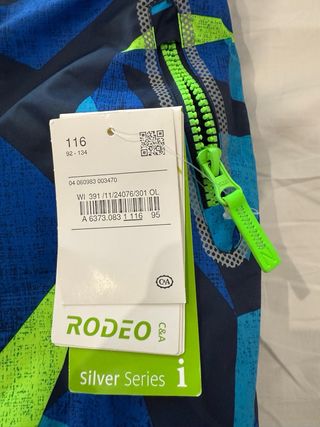 116
92 - 134
04 060983 003470
WI 391 /11/24076/301.OL
A 6373.083 1 116 95
C&A
RODEO C&A
Silver Series i